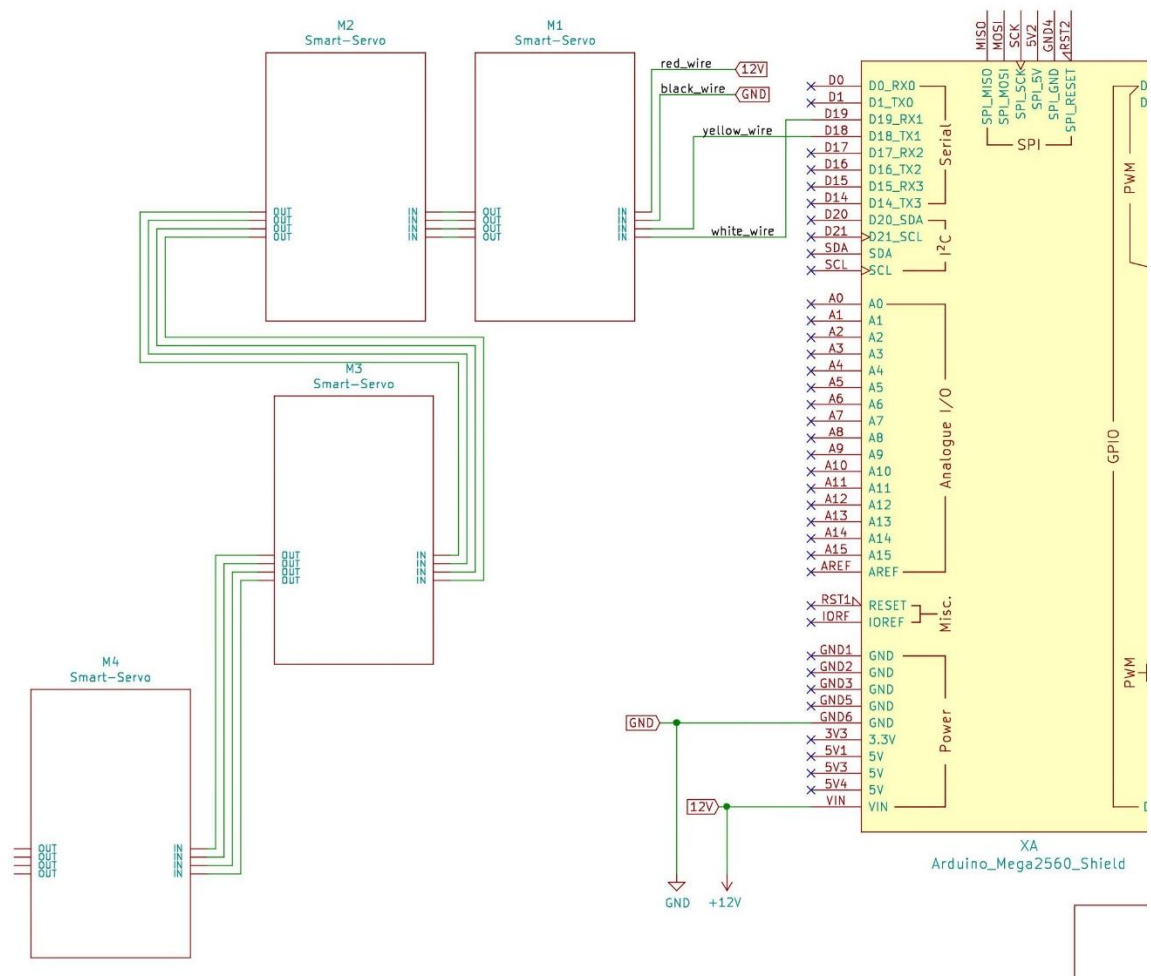 M2
Smart-Servo
OUT
OUT
OUT
OUT
IN
IN
IN
IN
M1
Smart-Servo
OUT
OUT
OUT
OUT
IN
IN
IN
IN
red_wire
12V
black_wire
GND
yellow_wire
white_wire
M3
Smart-Servo
OUT
OUT
OUT
OUT
IN
IN
IN
IN
M4
Smart-Servo
OUT
OUT
OUT
OUT
IN
IN
IN
IN
MISO
MOSI
SCK
5V2
GND4
RST2
SPI_MISO
SPI_MOSI
SPI_SCK
SPI_5V
SPI_GND
SPI_RESET
SPI
D0 D0_RX0
D1 D1_TX0
D19 D19_RX1
D18 D18_TX1
D17 D17_RX2
D16 D16_TX2
D15 D15_RX3
D14 D14_TX3
Serial
D20 D20_SDA
D21 D21_SCL
SDA SDA
SCL SCL
I²C
A0 A0
A1 A1
A2 A2
A3 A3
A4 A4
A5 A5
A6 A6
A7 A7
A8 A8
A9 A9
A10 A10
A11 A11
A12 A12
A13 A13
A14 A14
A15 A15
AREF AREF
Analogue I/O
RST1 RESET
IORF IOREF
Misc.
GND1 GND
GND2 GND
GND3 GND
GND5 GND
GND6 GND
3V3 3.3V
5V1 5V
5V3 5V
5V4 5V
VIN VIN
Power
PWM
GPIO
PWM
D
D
D
GND
12V
GND
+12V
XA
Arduino_Mega2560_Shield